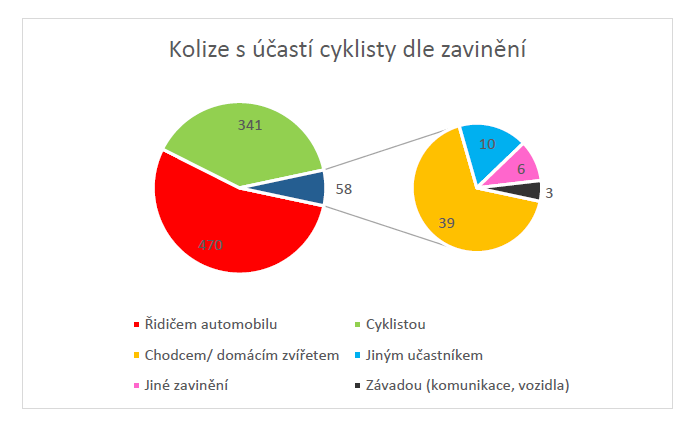 Kolize s účastí cyklisty dle zavinění
341
10
6
58
3
39
470
Řidičem automobilu
Cyklistou
Chodcem/ domácím zvířetem
Jiným učastníkem
Jiné zavinění
Závadou (komunikace, vozidla)